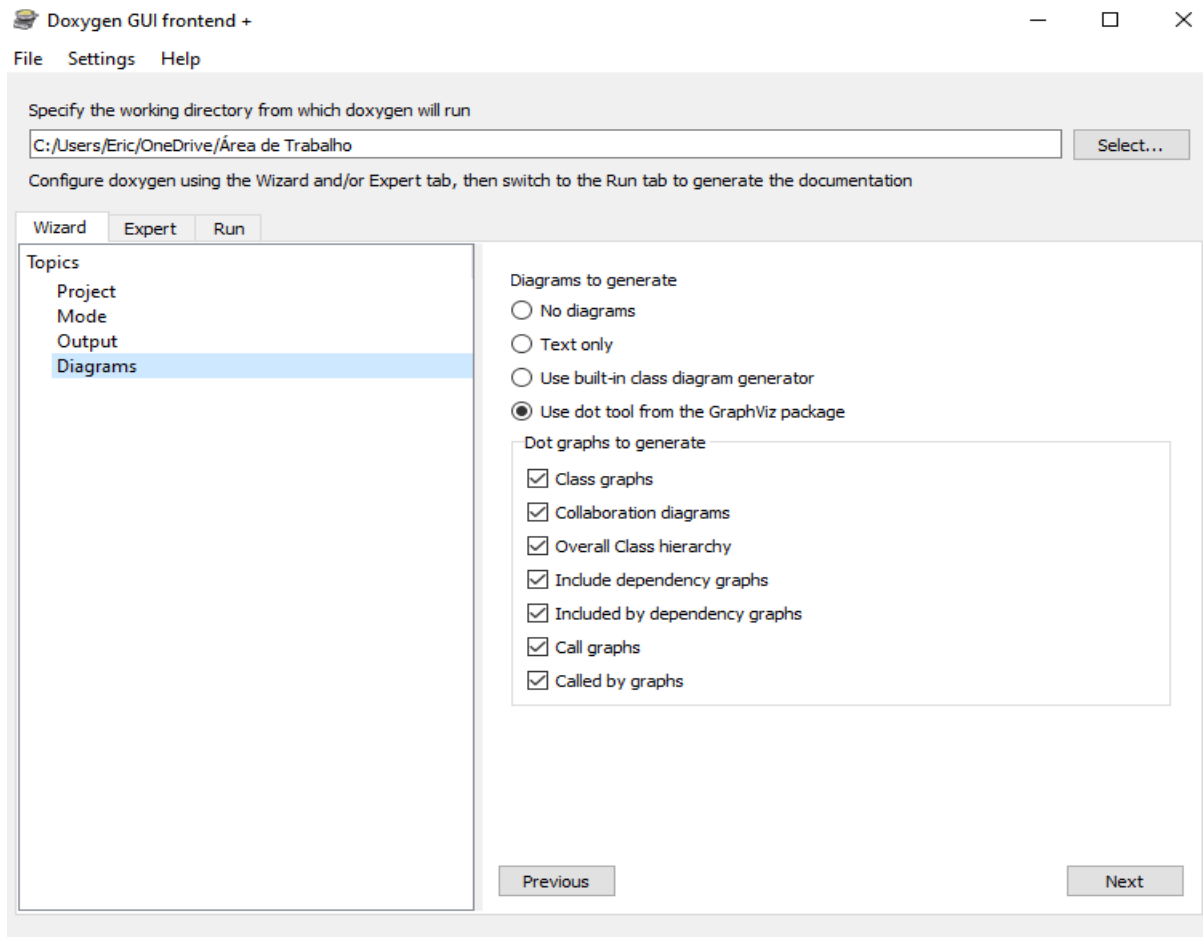 Doxygen GUI frontend +
File Settings Help
Specify the working directory from which doxygen will run
C:/Users/Eric/OneDrive/Área de Trabalho
Select...
Configure doxygen using the Wizard and/or Expert tab, then switch to the Run tab to generate the documentation
Wizard Expert Run
Topics
Project
Mode
Output
Diagrams
Diagrams to generate
No diagrams
Text only
Use built-in class diagram generator
Use dot tool from the GraphViz package
Dot graphs to generate
Class graphs
Collaboration diagrams
Overall Class hierarchy
Include dependency graphs
Included by dependency graphs
Call graphs
Called by graphs
Previous
Next